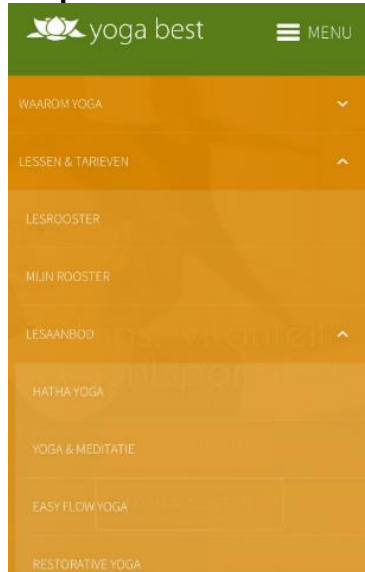 yoga best
MENU
WAAROM YOGA
LESSEN & TARIEVEN
LESROOSTER
MIJN ROOSTER
LESAANBOD
HATHA YOGA
YOGA & MEDITATIE
EASY FLOW YOGA
RESTORATIVE YOGA